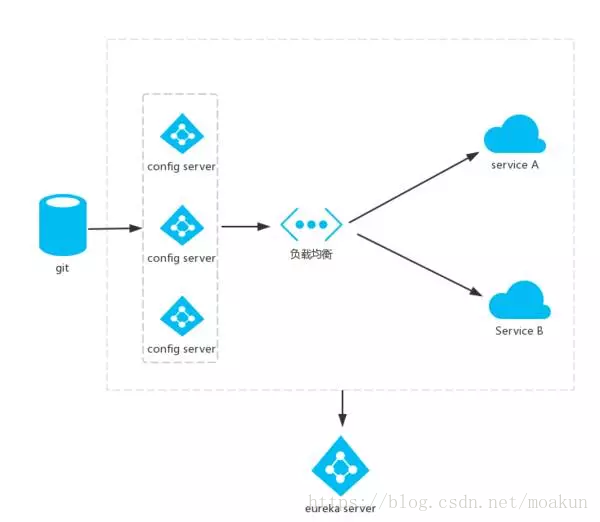 config server
service A
config server
git
负载均衡
config server
Service B
eureka server
https://blog.csdn.net/moakun